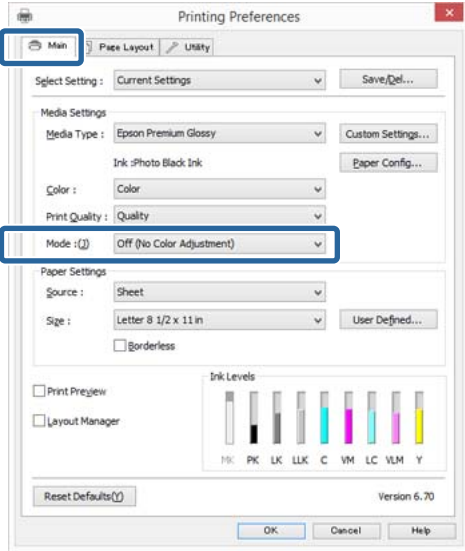 Printing Preferences
Main Page Layout Utility
Select Setting : Current Settings Save/Del...
Media Settings
Media Type : Epson Premium Glossy Custom Settings...
Ink :Photo Black Ink Paper Config...
Color : Color
Print Quality : Quality
Mode :(J) Off (No Color Adjustment)
Paper Settings
Source : Sheet
Size : Letter 8 1/2 x 11 in User Defined...
Borderless
Ink Levels
Print Preview
Layout Manager
MK PK LK LLK C VM LC VLM Y
Reset Defaults(Y) Version 6.70
OK Cancel Help